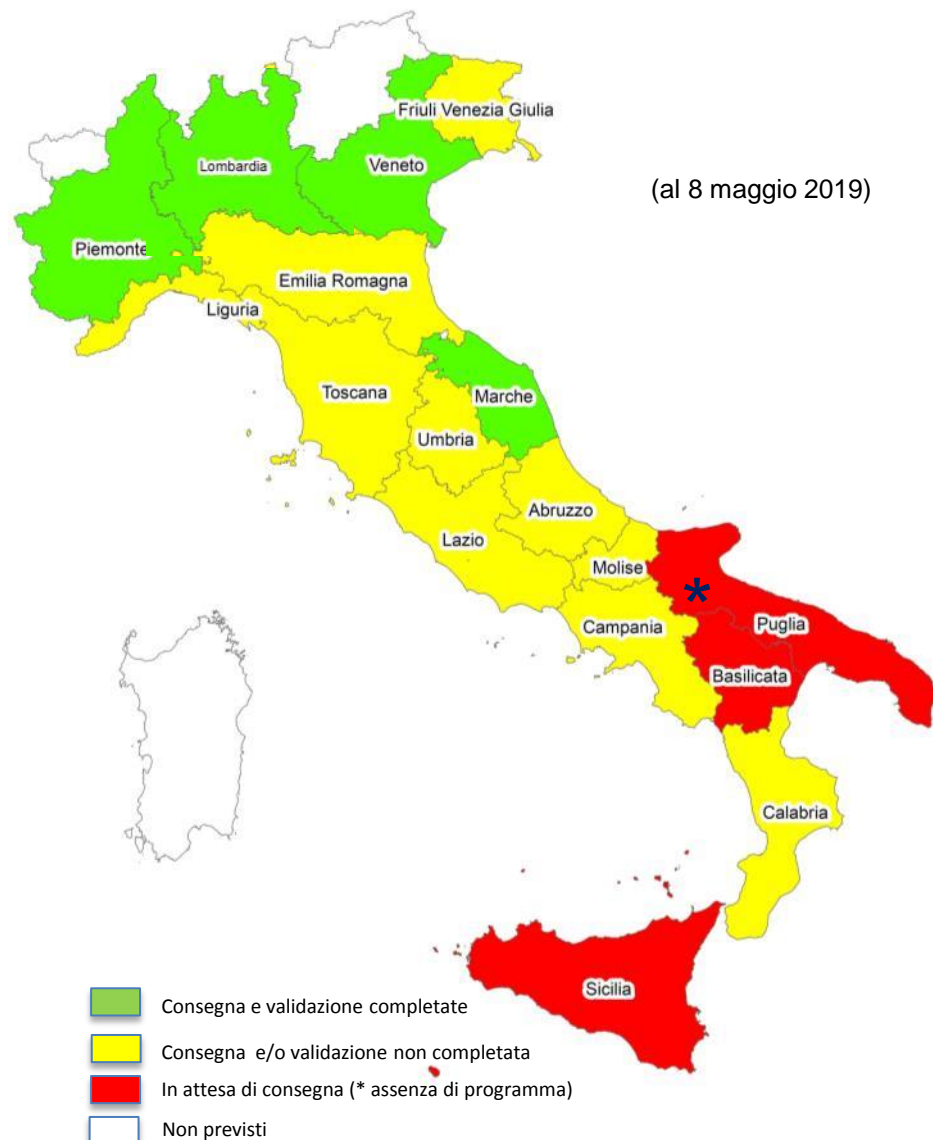 Friuli Venezia Giulia
Lombardia
Veneto
(al 8 maggio 2019)
Piemonte
Emilia Romagna
Liguria
Toscana
Marche
Umbria
Abruzzo
Lazio
Molise
*
Campania
Puglia
Basilicata
Calabria
Sicilia
Consegna e validazione completate
Consegna e/o validazione non completata
In attesa di consegna (* assenza di programma)
Non previsti